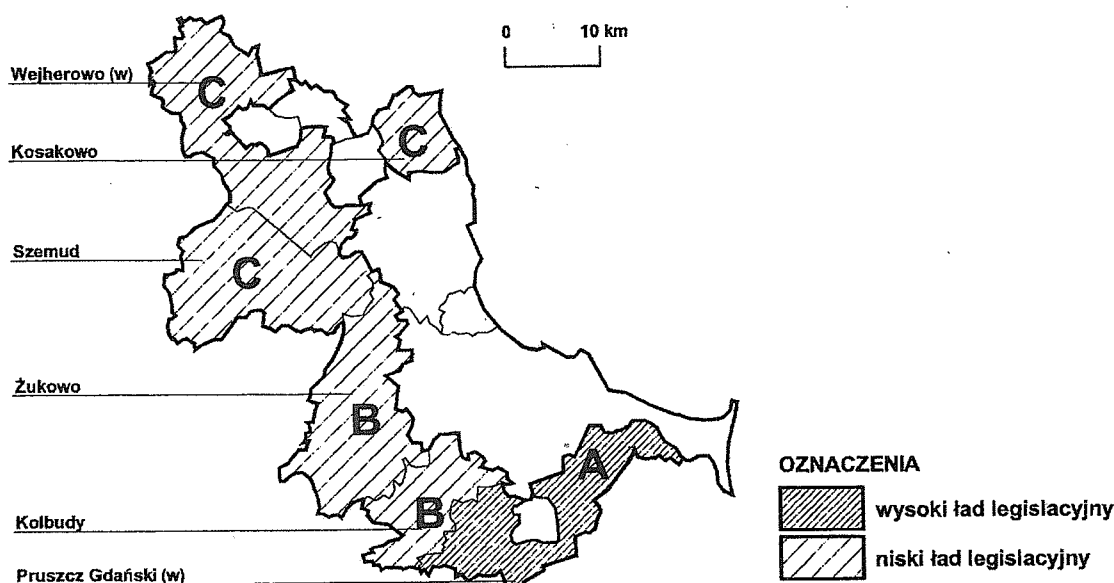 0 10 km
Wejherowo (w)
C
C
Kosakowo
Szemud
C
Żukowo
B
A
OZNACZENIA
wysoki ład legislacyjny
Kolbudy
B
niski ład legislacyjny
Pruszcz Gdański (w)